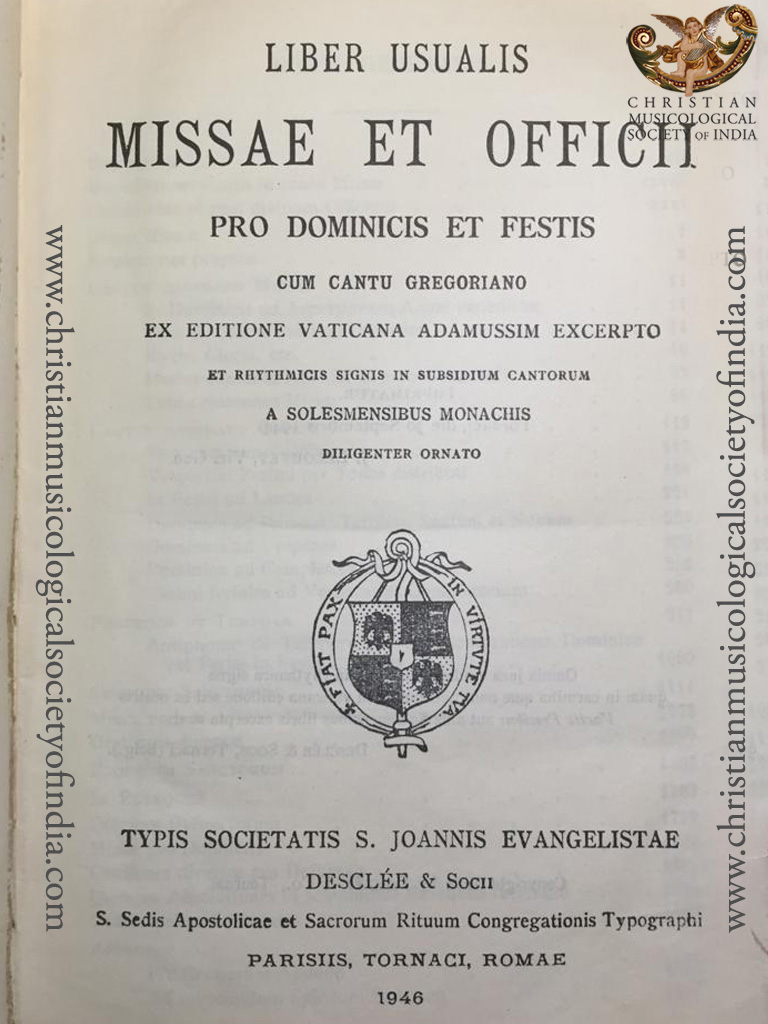 LIBER USUALIS
CHRISTIAN
MUSICOLOGICAL
SOCIETY OF INDIA
MISSAE ET OFFICII
PRO DOMINICIS ET FESTIS
CUM CANTU GREGORIANO
EX EDITIONE VATICANA ADAMUSSIM EXCERPTO
ET RHYTHMICIS SIGNIS IN SUBSIDIUM CANTORUM
A SOLESMENSIBUS MONACHIS
DILIGENTER ORNATO
www.christianmusicologicalsocietyofindia.com
www.christianmusicologicalsocietyofindia.com
FIAT PAX IN VIRTVTE TVA
TYPIS SOCIETATIS S. JOANNIS EVANGELISTAE
DESCLÉE & SOCII
S. Sedis Apostolicae et Sacrorum Rituum Congregationis Typographi
PARISIIS, TORNACI, ROMAE
1946